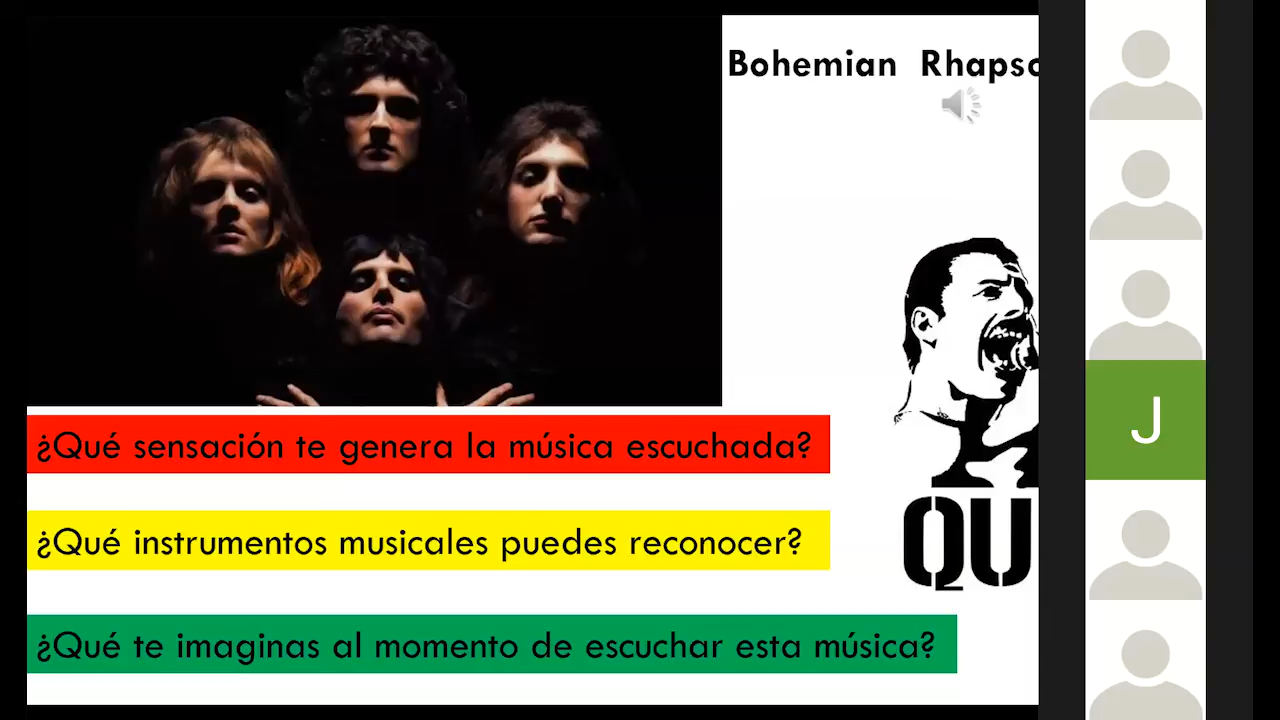 Bohemian Rhapso
J
¿Qué sensación te genera la música escuchada?
¿Qué instrumentos musicales puedes reconocer?
QU
¿Qué te imaginas al momento de escuchar esta música?